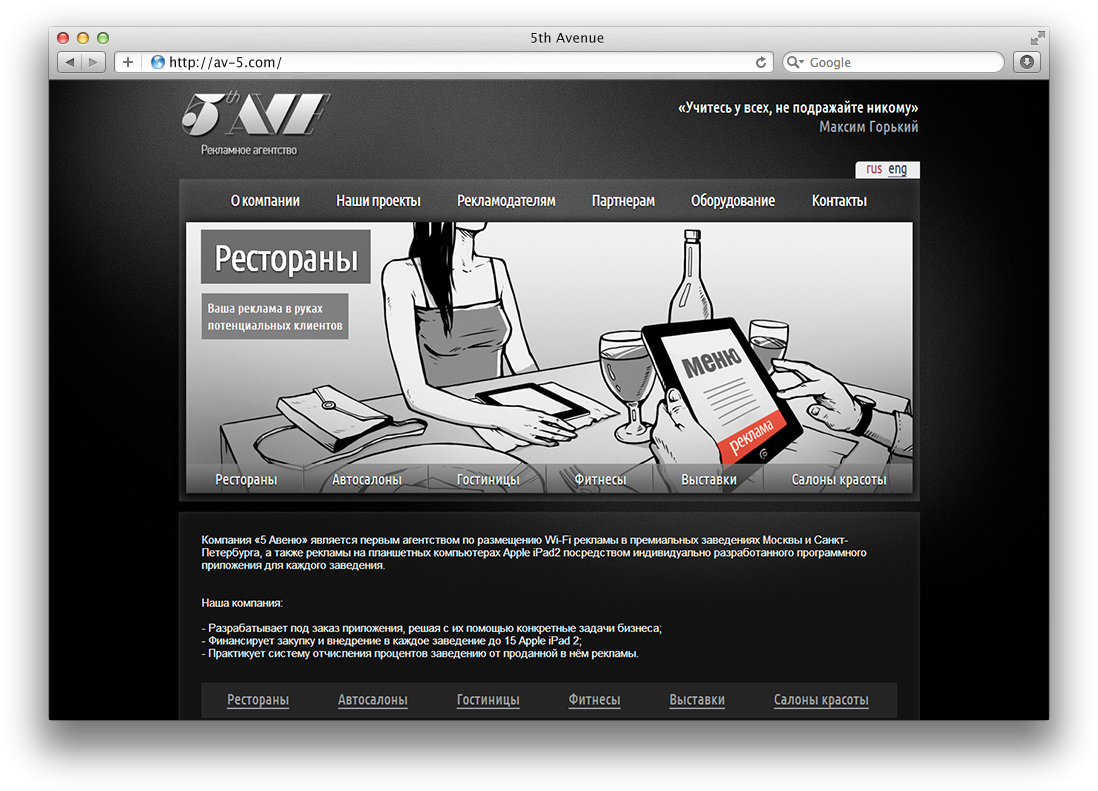 5th Avenue
http://av-5.com/
Google
5th AVE
Рекламное агентство
«Учитесь у всех, не подражайте никому»
Максим Горький
rus eng
О компании Наши проекты Рекламодателям Партнерам Оборудование Контакты
Рестораны
Ваша реклама в руках
потенциальных клиентов
меню
реклама
Рестораны Автосалоны Гостиницы Фитнесы Выставки Салоны красоты
Компания «5 Авеню» является первым агентством по размещению Wi-Fi рекламы в премиальных заведениях Москвы и Санкт-
Петербурга, а также рекламы на планшетных компьютерах Apple iPad2 посредством индивидуально разработанного программного
приложения для каждого заведения.
Наша компания:
- Разрабатывает под заказ приложения, решая с их помощью конкретные задачи бизнеса;
- Финансирует закупку и внедрение в каждое заведение до 15 Apple iPad 2;
- Практикует систему отчисления процентов заведению от проданной в нём рекламы.
Рестораны Автосалоны Гостиницы Фитнесы Выставки Салоны красоты